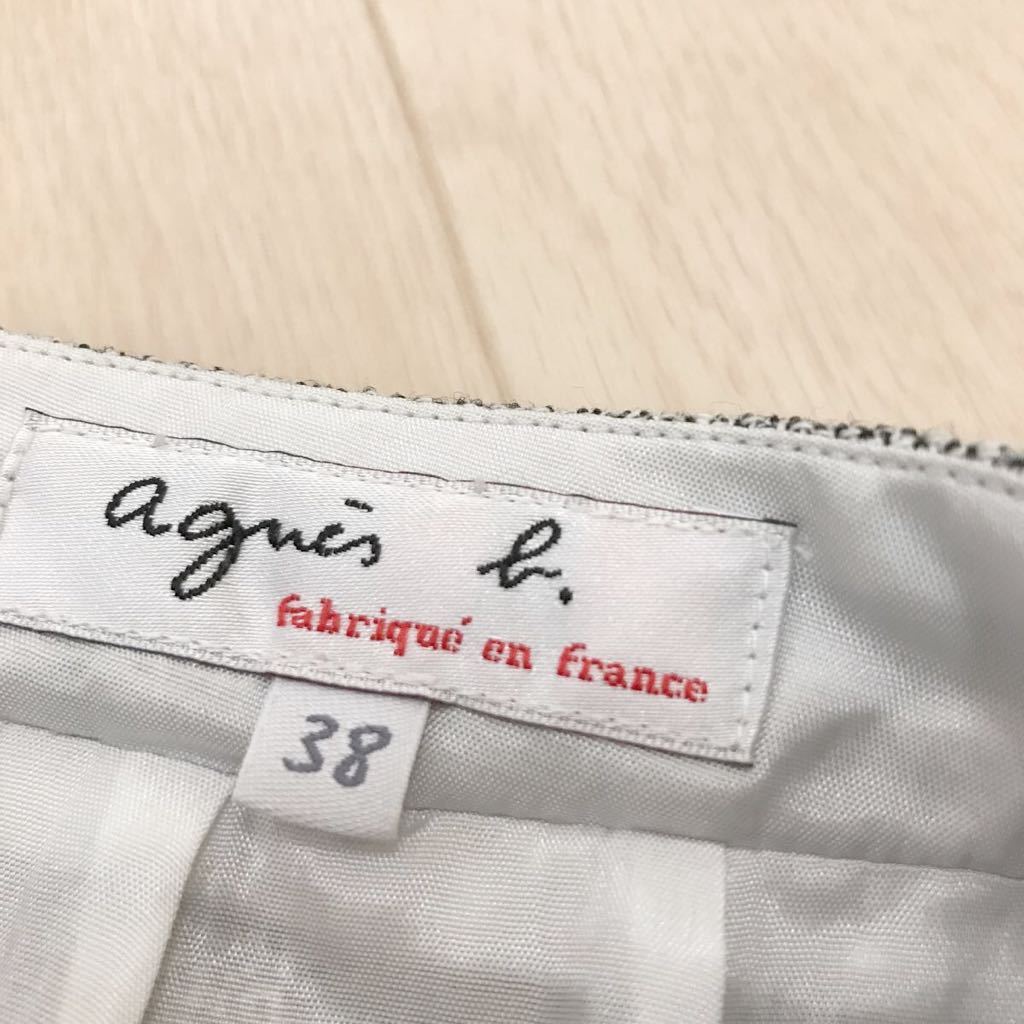 agnès b.
fabriqué en france
38